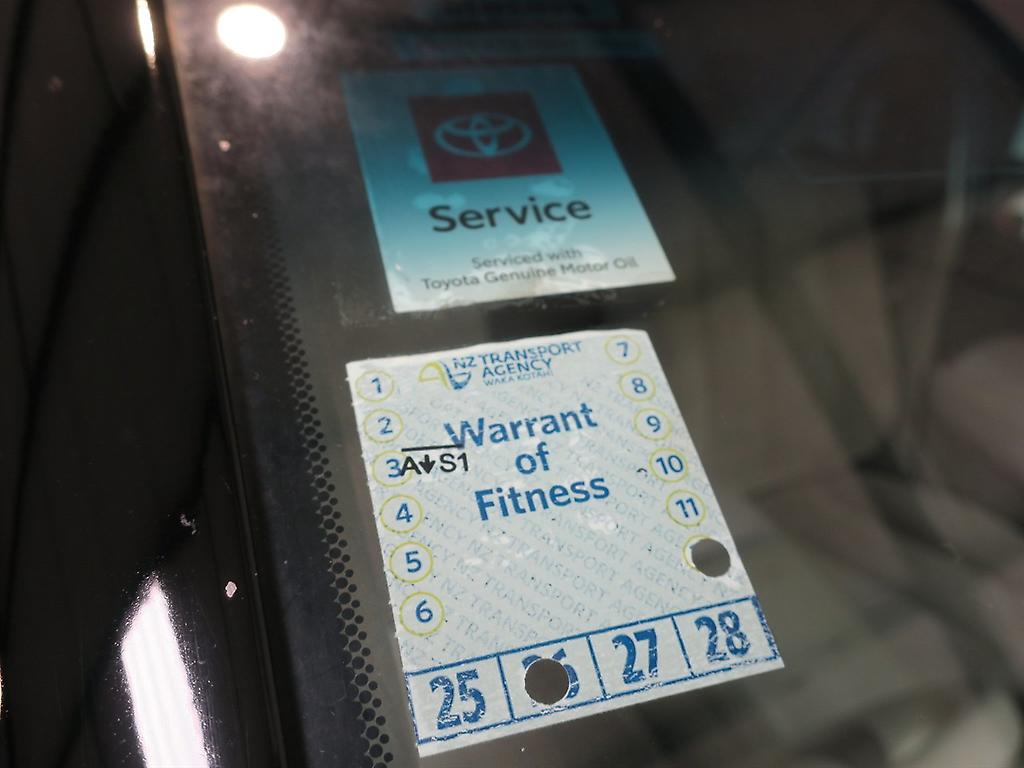 Service
Serviced with
Toyota Genuine Motor Oil
NZ TRANSPORT
AGENCY
WAKA KOTAHI
1
2
3
4
5
6
7
8
9
10
11
Warrant
of
Fitness
A↓S1
25
27
28